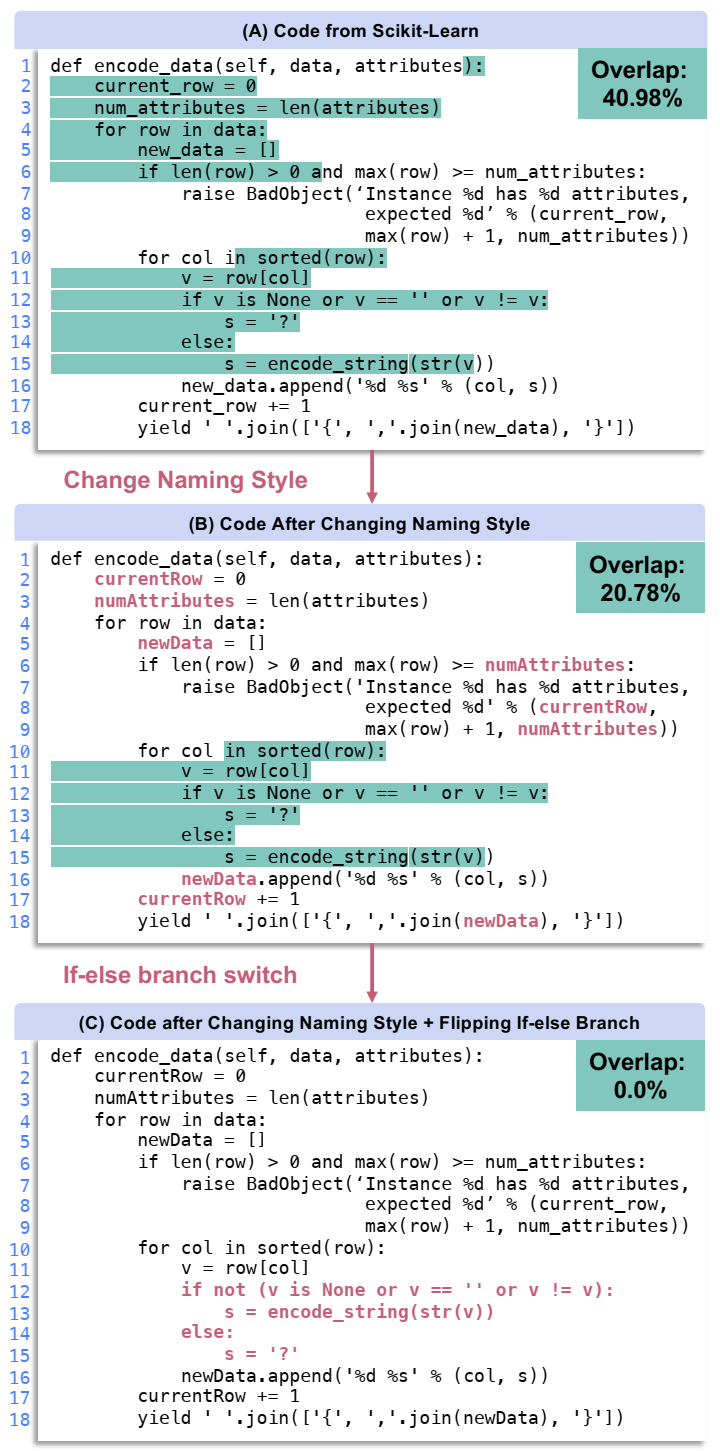 (A) Code from Scikit-Learn
Overlap:
40.98%
1 def encode_data(self, data, attributes):
2     current_row = 0
3     num_attributes = len(attributes)
4     for row in data:
5         new_data = []
6         if len(row) > 0 and max(row) >= num_attributes:
7             raise BadObject(‘Instance %d has %d attributes,
8                              expected %d’ % (current_row,
9                              max(row) + 1, num_attributes))
10         for col in sorted(row):
11             v = row[col]
12             if v is None or v == '' or v != v:
13                 s = '?'
14             else:
15                 s = encode_string(str(v))
16             new_data.append('%d %s' % (col, s))
17         current_row += 1
18         yield ' '.join(['{', ','.join(new_data), '}'])
Change Naming Style
(B) Code After Changing Naming Style
Overlap:
20.78%
1 def encode_data(self, data, attributes):
2     currentRow = 0
3     numAttributes = len(attributes)
4     for row in data:
5         newData = []
6         if len(row) > 0 and max(row) >= numAttributes:
7             raise BadObject('Instance %d has %d attributes,
8                              expected %d' % (currentRow,
9                              max(row) + 1, numAttributes))
10         for col in sorted(row):
11             v = row[col]
12             if v is None or v == '' or v != v:
13                 s = '?'
14             else:
15                 s = encode_string(str(v))
16             newData.append('%d %s' % (col, s))
17         currentRow += 1
18         yield ' '.join(['{', ','.join(newData), '}'])
If-else branch switch
(C) Code after Changing Naming Style + Flipping If-else Branch
Overlap:
0.0%
1 def encode_data(self, data, attributes):
2     currentRow = 0
3     numAttributes = len(attributes)
4     for row in data:
5         newData = []
6         if len(row) > 0 and max(row) >= num_attributes:
7             raise BadObject(‘Instance %d has %d attributes,
8                              expected %d’ % (current_row,
9                              max(row) + 1, num_attributes))
10         for col in sorted(row):
11             v = row[col]
12             if not (v is None or v == '' or v != v):
13                 s = encode_string(str(v))
14             else:
15                 s = '?'
16             newData.append('%d %s' % (col, s))
17         currentRow += 1
18         yield ' '.join(['{', ','.join(newData), '}'])